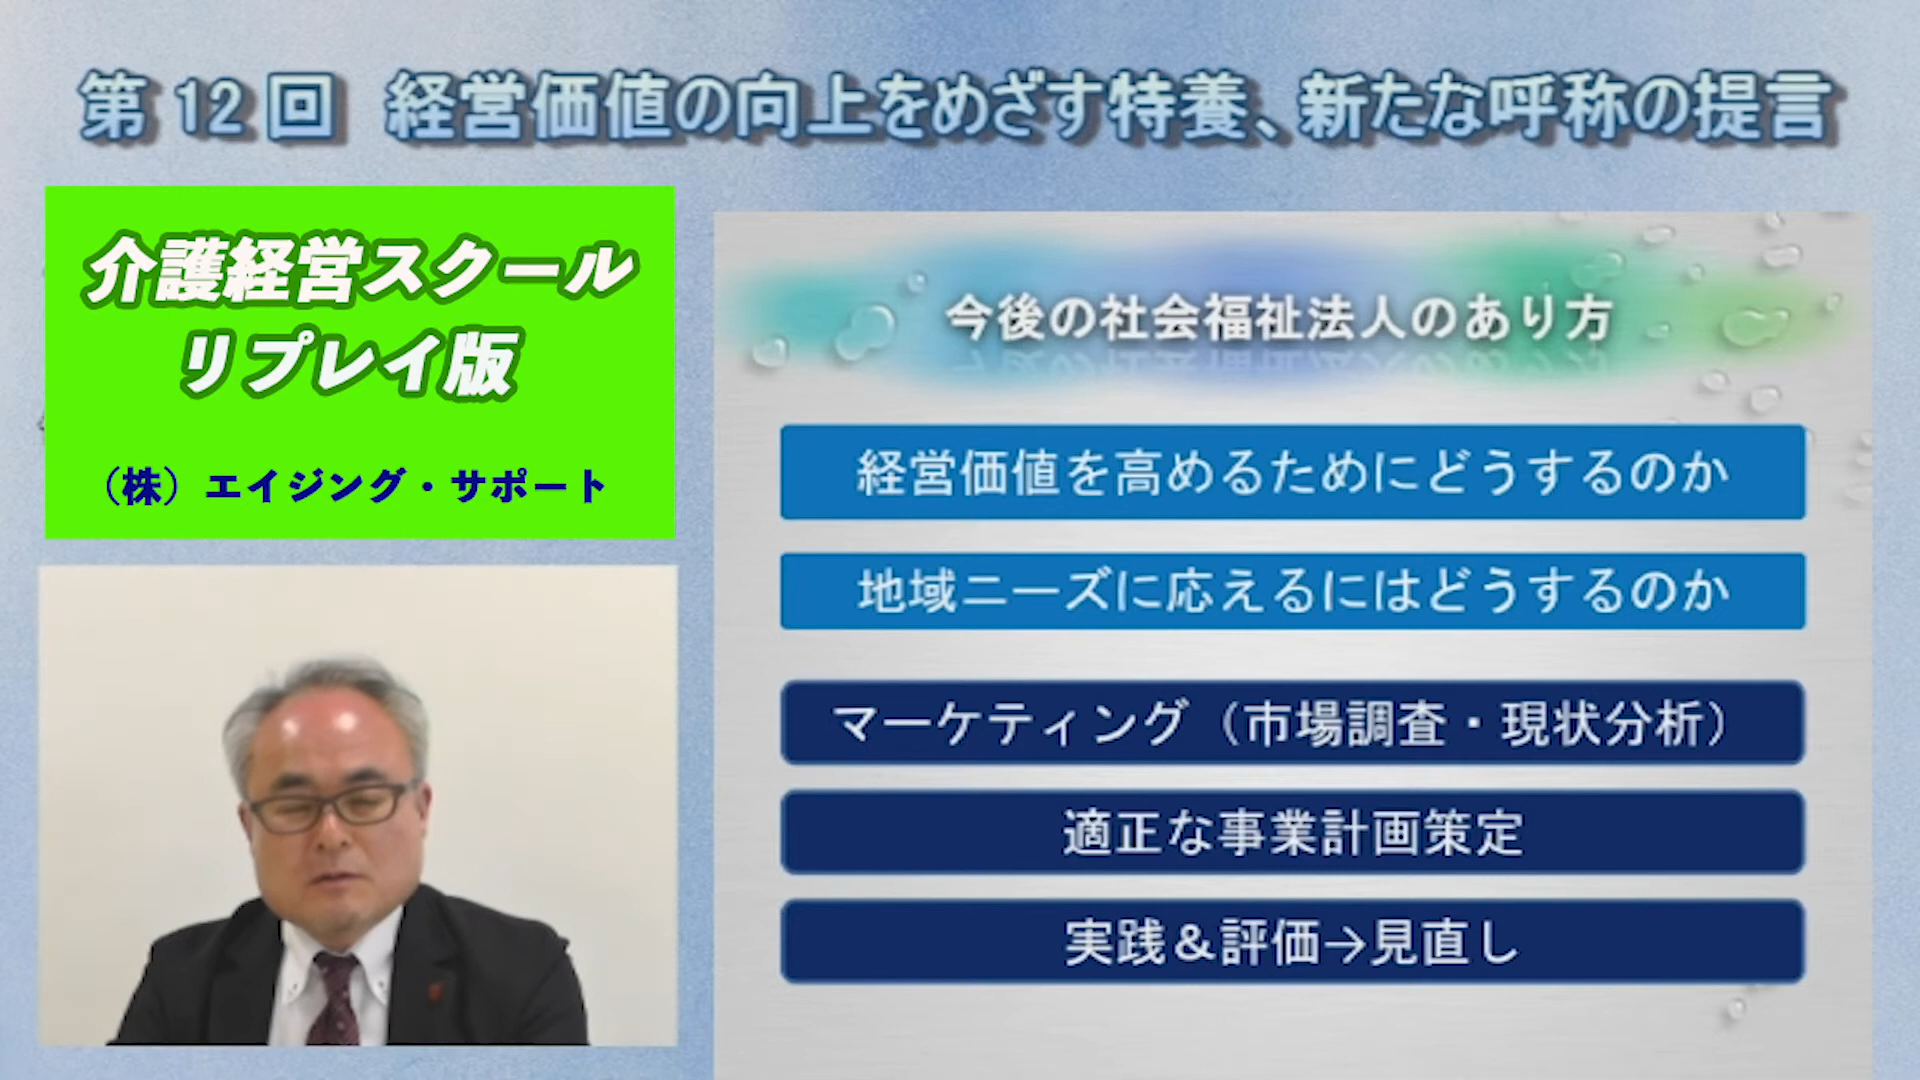 第12回 経営価値の向上をめざす特養、新たな呼称の提言
介護経営スクール
リプレイ版
（株）エイジング・サポート
今後の社会福祉法人のあり方
経営価値を高めるためにどうするのか
地域ニーズに応えるにはどうするのか
マーケティング（市場調査・現状分析）
適正な事業計画策定
実践＆評価→見直し